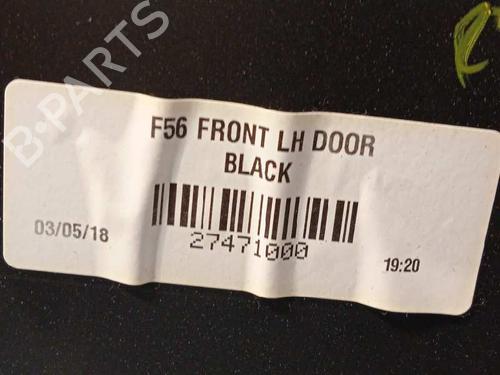 B-PARTS
F56 FRONT LH DOOR
BLACK
03/05/18
27471000
19:20